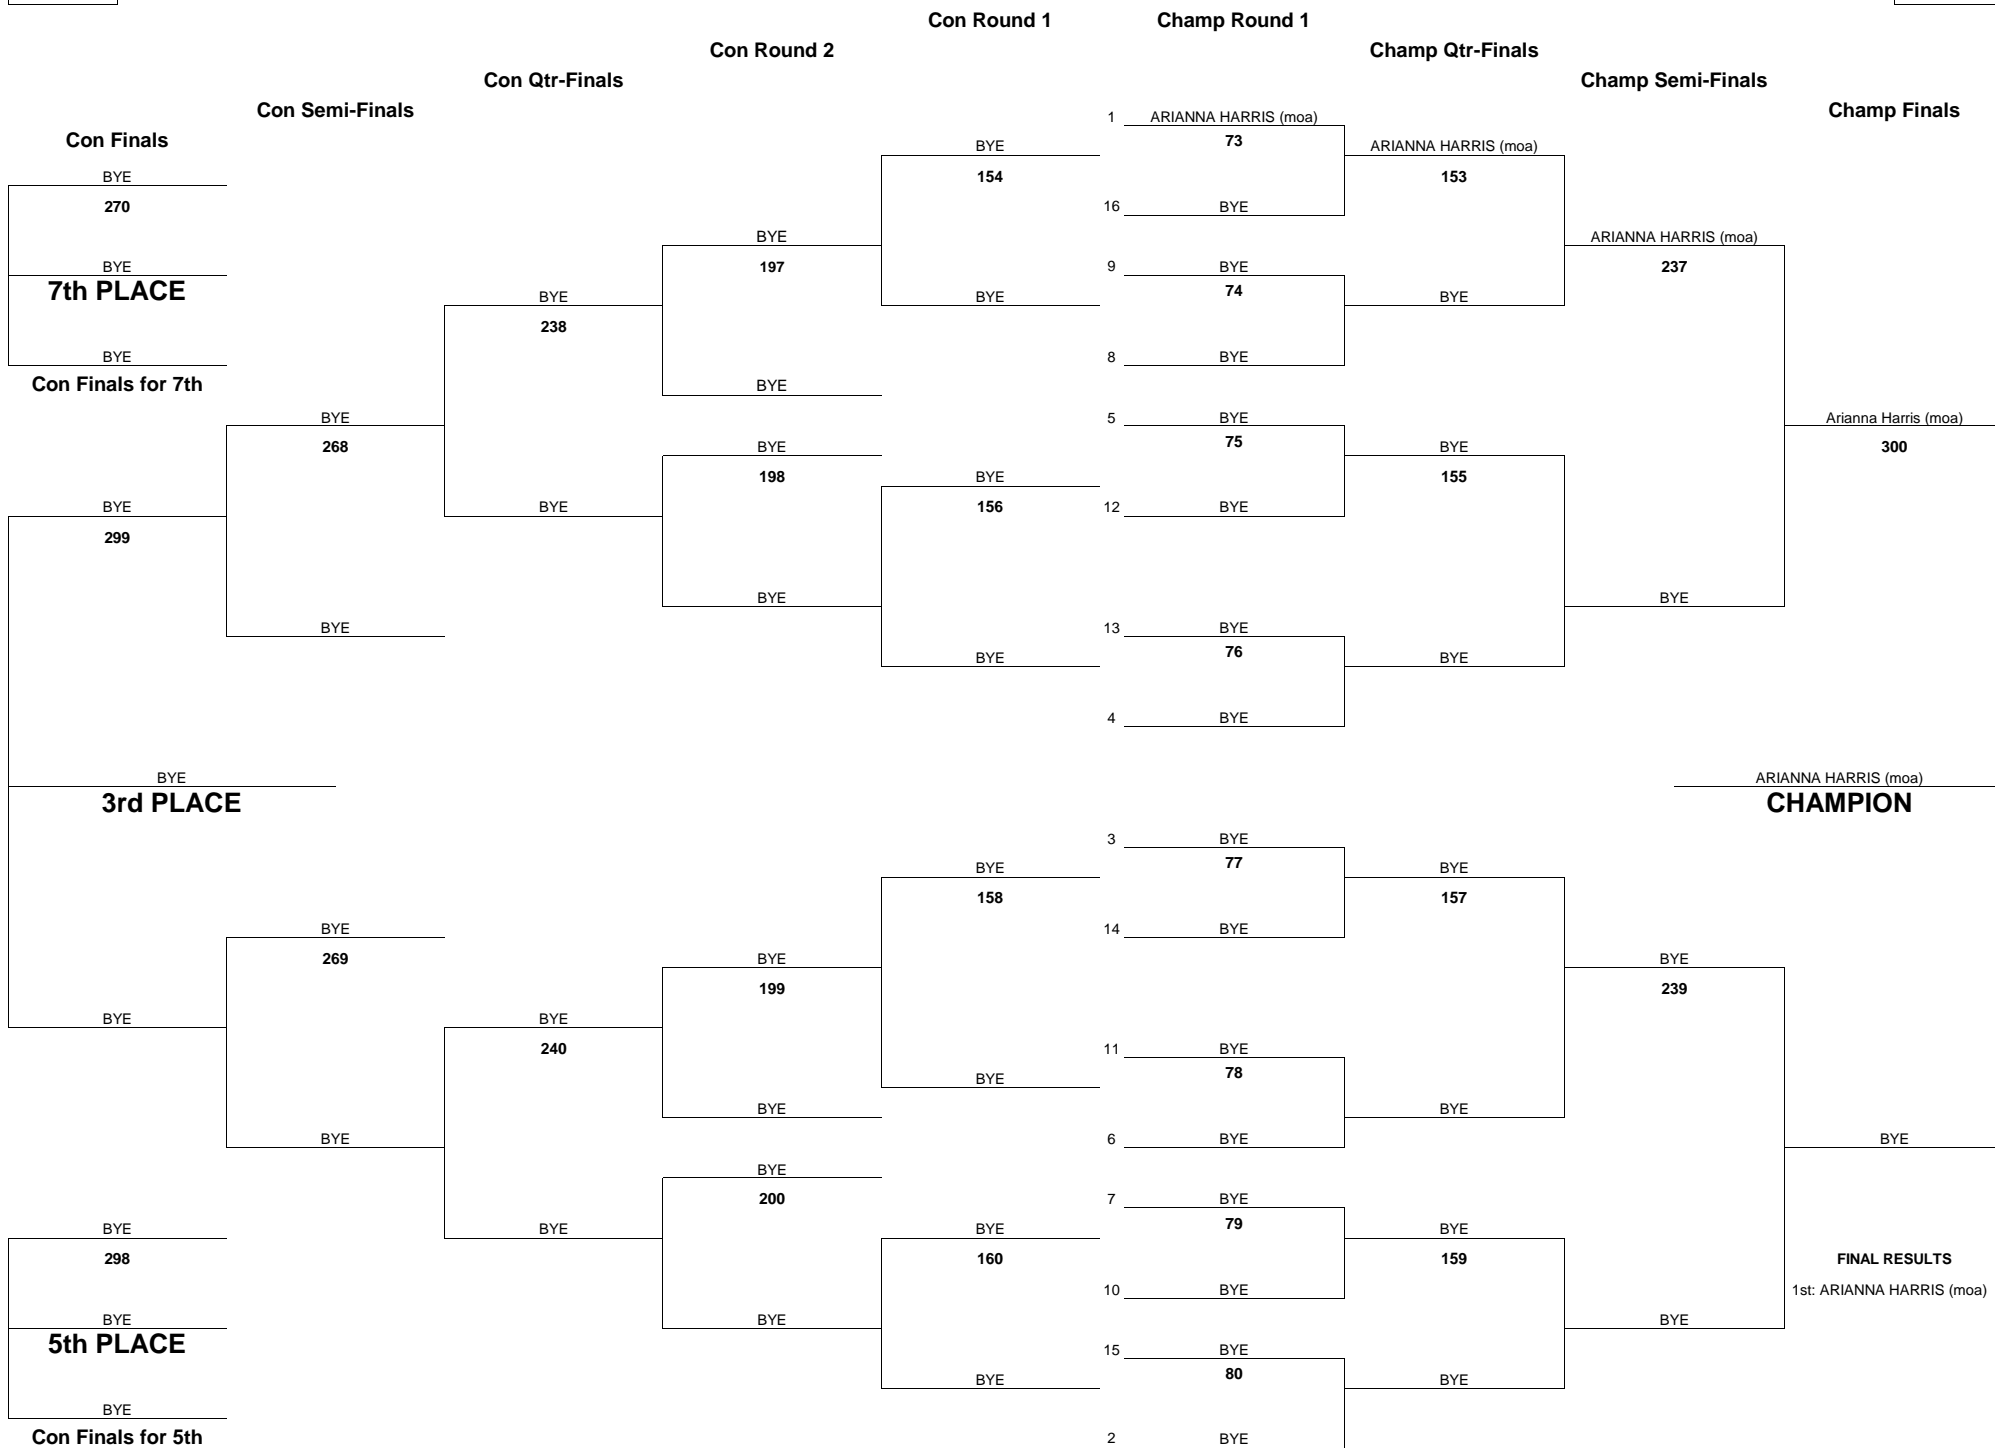 Con Round 1 Champ Round 1
Con Round 2 Champ Qtr-Finals
Con Qtr-Finals Champ Semi-Finals
Con Semi-Finals 1 ARIANNA HARRIS (moa) Champ Finals
Con Finals 73
BYE ARIANNA HARRIS (moa)
BYE 154 153
270 16 BYE
BYE ARIANNA HARRIS (moa)
BYE 197 9 BYE 237
7th PLACE 74
BYE BYE BYE
238
BYE 8 BYE
Con Finals for 7th BYE
BYE 5 BYE Arianna Harris (moa)
268 BYE 75 BYE 300
198 BYE 155
BYE BYE 156 12 BYE
299
BYE BYE
BYE 13 BYE
BYE 76 BYE
4 BYE
BYE ARIANNA HARRIS (moa)
3rd PLACE CHAMPION
3 BYE
BYE 77 BYE
158 157
BYE 14 BYE
269 BYE BYE
199 239
BYE BYE
240 11 BYE
BYE 78
BYE BYE
BYE 6 BYE BYE
BYE
200 7 BYE
BYE BYE BYE 79 BYE
298 160 159 FINAL RESULTS
10 BYE 1st: ARIANNA HARRIS (moa)
BYE BYE BYE
5th PLACE 15 BYE
BYE 80 BYE
BYE
Con Finals for 5th 2 BYE